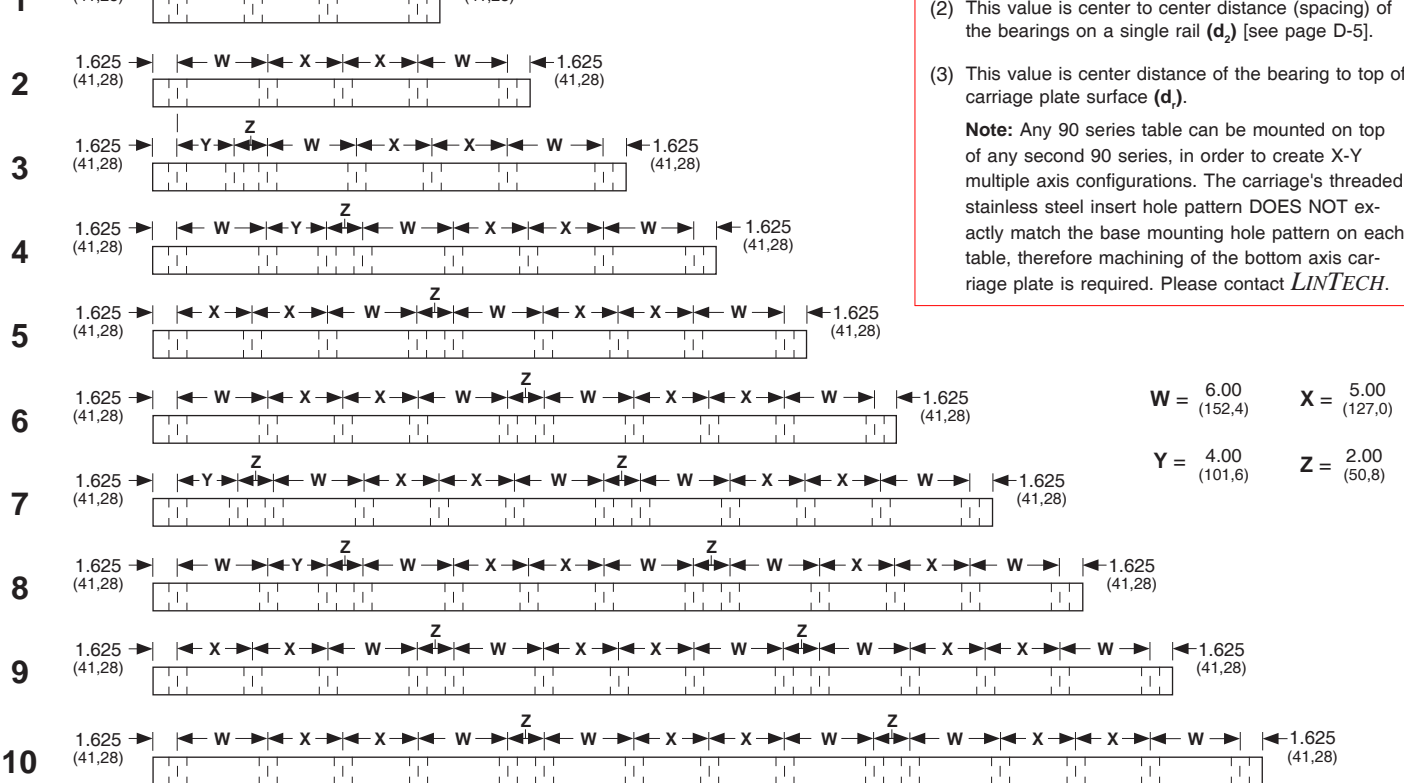 1
(2) This value is center to center distance (spacing) of
the bearings on a single rail (d2) [see page D-5].
(3) This value is center distance of the bearing to top of
carriage plate surface (dr).
Note: Any 90 series table can be mounted on top
of any second 90 series, in order to create X-Y
multiple axis configurations. The carriage's threaded
stainless steel insert hole pattern DOES NOT ex-
actly match the base mounting hole pattern on each
table, therefore machining of the bottom axis car-
riage plate is required. Please contact LINTECH.
2
1.625 W X X W 1.625
(41,28) (41,28)
Z
3
1.625 Y W X X W 1.625
(41,28) (41,28)
Z
4
1.625 W Y W X X W 1.625
(41,28) (41,28)
Z
5
1.625 X X W W X X W 1.625
(41,28) (41,28)
Z
6
1.625 W X X W W X X W 1.625
(41,28) (41,28)
W = 6.00 X = 5.00
(152,4) (127,0)
Y = 4.00 Z = 2.00
(101,6) (50,8)
Z Z
7
1.625 Y W X X W W X X W 1.625
(41,28) (41,28)
Z Z
8
1.625 W Y W X X W W X X W 1.625
(41,28) (41,28)
Z Z
9
1.625 X X W W X X W W X X W 1.625
(41,28) (41,28)
Z Z
10
1.625 W X X W W X X W W X X W 1.625
(41,28) (41,28)